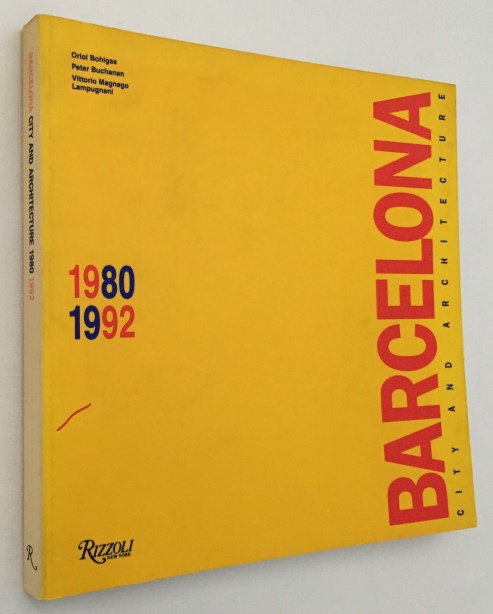 BARCELONA CITY AND ARCHITECTURE 1980 1992
R
Oriol Bohigas
Peter Buchanan
Vittorio Magnago
Lampugnani
1980
1992
BARCELONA
CITY AND ARCHITECTURE
RIZZOLI
NEW YORK